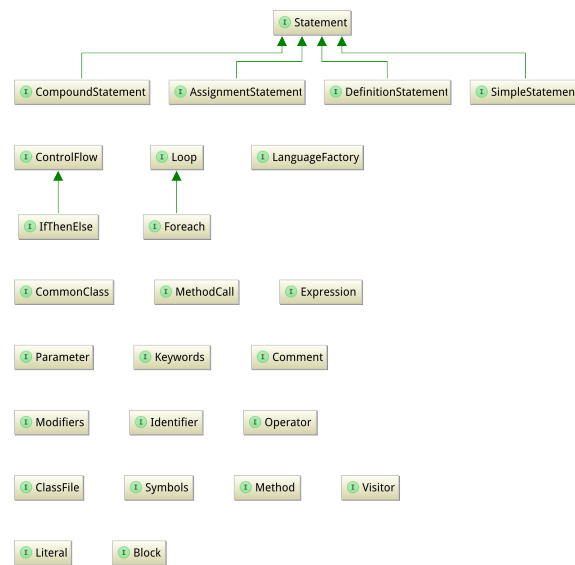 I Statement
I CompoundStatement I AssignmentStatement I DefinitionStatement I SimpleStatemen
I ControlFlow I Loop I LanguageFactory
I IfThenElse I Foreach
I CommonClass I MethodCall I Expression
I Parameter I Keywords I Comment
I Modifiers I Identifier I Operator
I ClassFile I Symbols I Method I Visitor
I Literal I Block